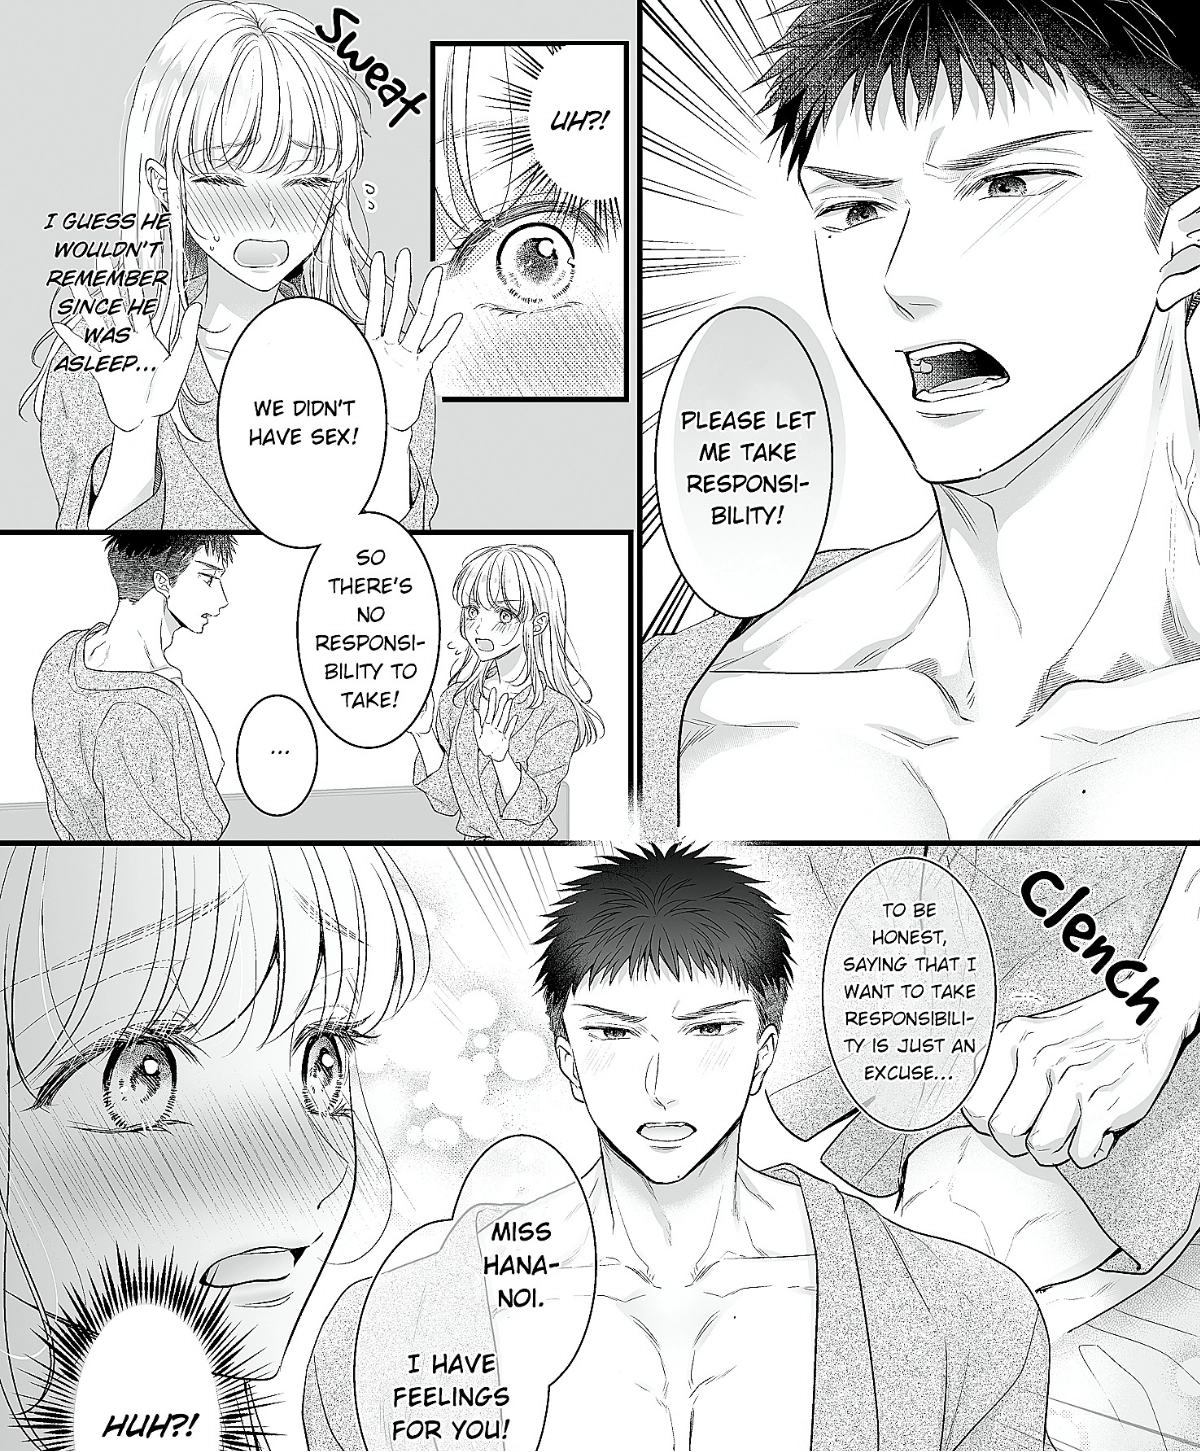 PLEASE LET
ME TAKE
RESPONSI-
BILITY!
UH?!
Sweat
I GUESS HE
WOULDN'T
REMEMBER
SINCE HE
WAS
ASLEEP...
WE DIDN'T
HAVE SEX!
SO
THERE'S
NO
RESPONSI-
BILITY TO
TAKE!
...
Clench
TO BE
HONEST,
SAYING THAT I
WANT TO TAKE
RESPONSIBILI-
TY IS JUST AN
EXCUSE...
MISS
HANA-
NOI.
I HAVE
FEELINGS
FOR YOU!
HUH?!